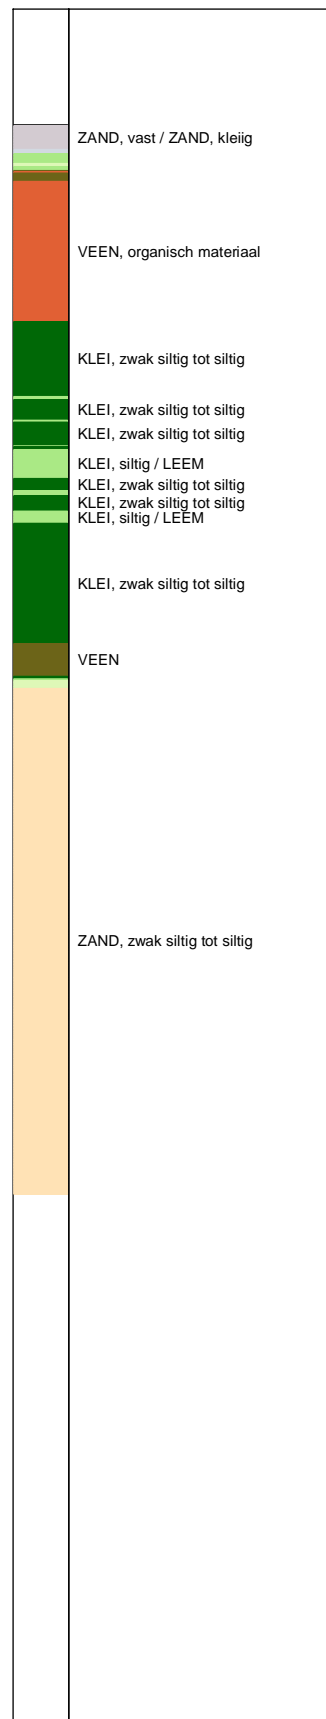 ZAND, vast / ZAND, kleiig
VEEN, organisch materiaal
KLEI, zwak siltig tot siltig
KLEI, zwak siltig tot siltig
KLEI, zwak siltig tot siltig
KLEI, siltig / LEEM
KLEI, zwak siltig tot siltig
KLEI, zwak siltig tot siltig
KLEI, siltig / LEEM
KLEI, zwak siltig tot siltig
VEEN
ZAND, zwak siltig tot siltig